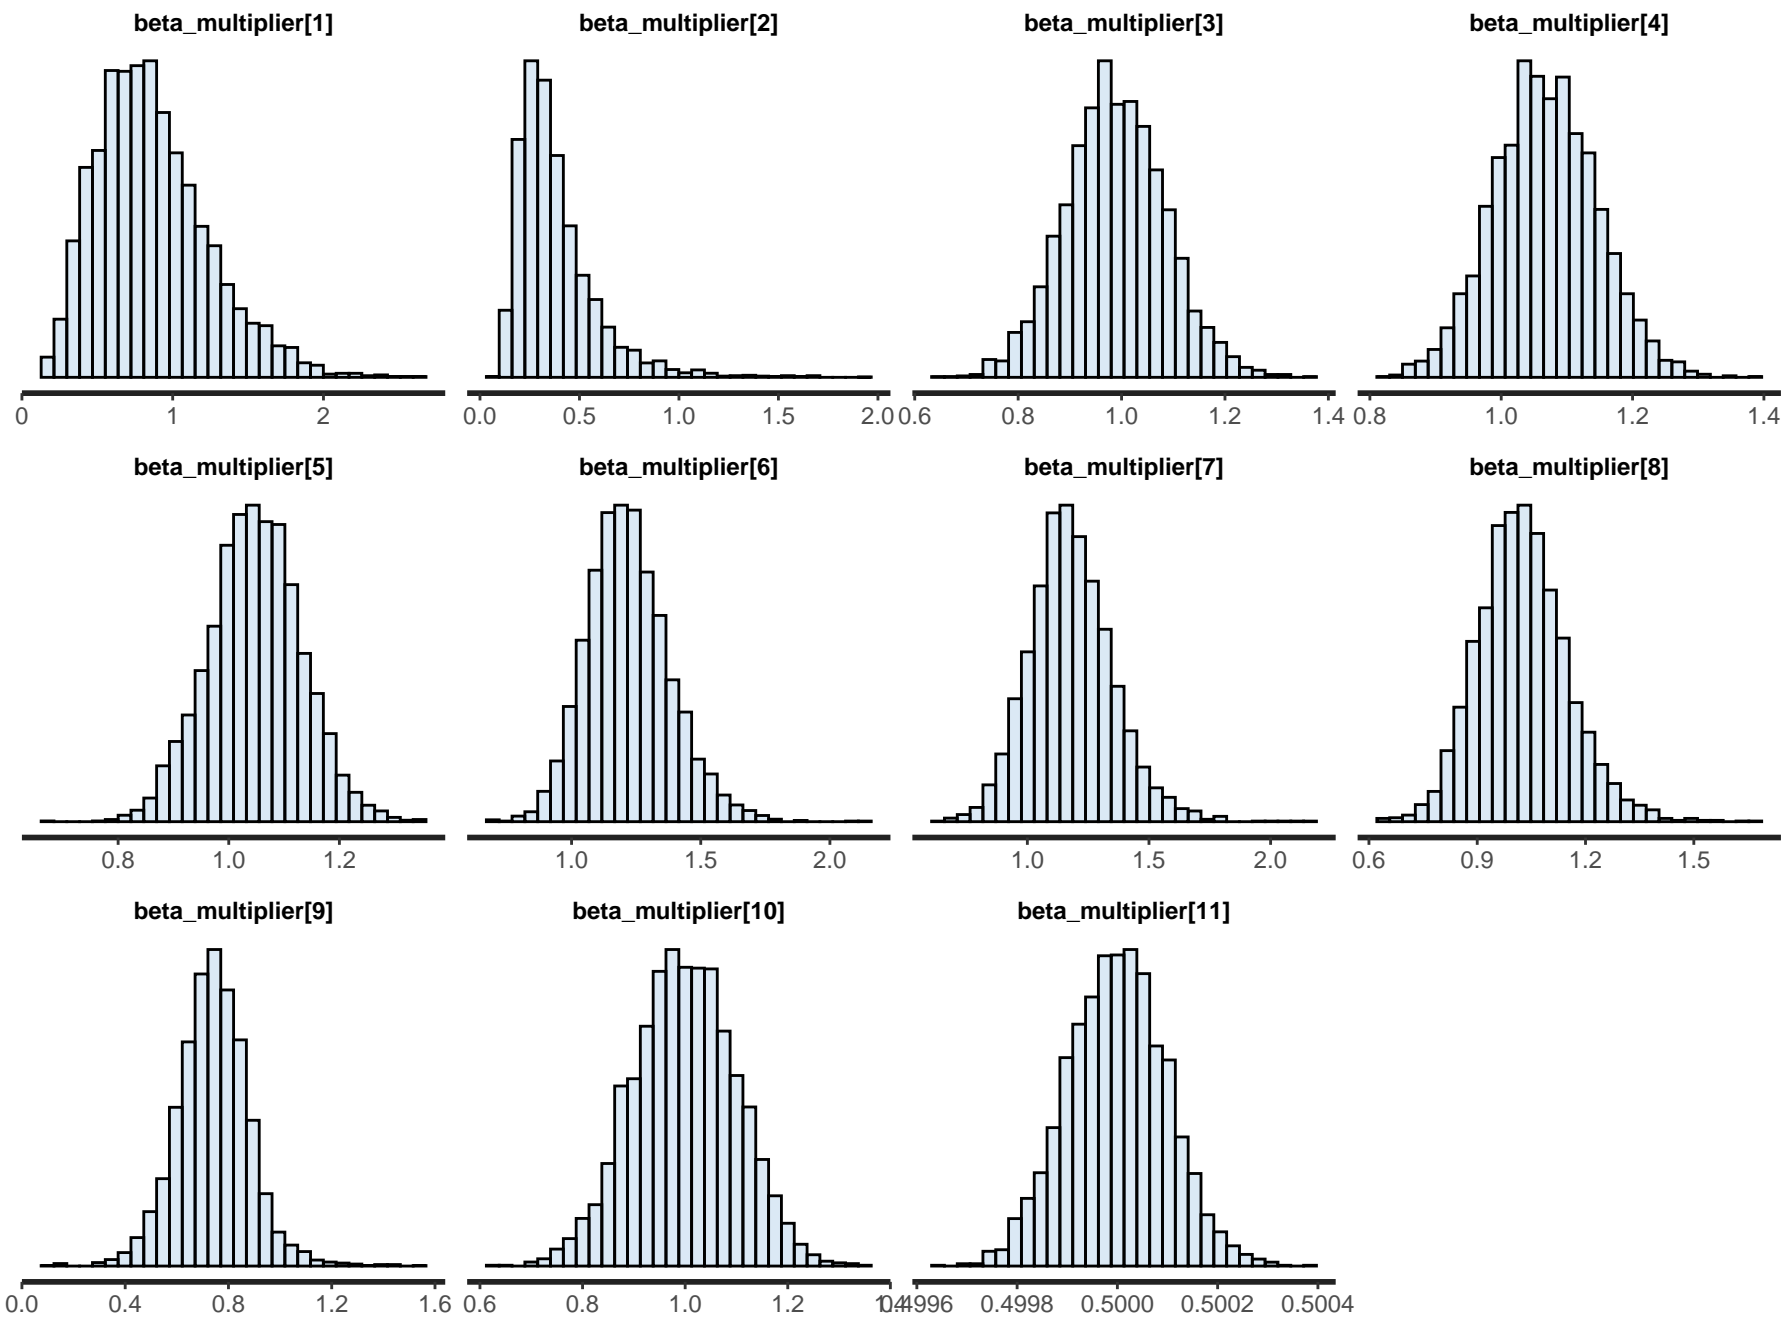 beta_multiplier[1] beta_multiplier[2] beta_multiplier[3] beta_multiplier[4]
0 1 2 0.0 0.5 1.0 1.5 2.0 0.6 0.8 1.0 1.2 1.4 0.8 1.0 1.2 1.4
beta_multiplier[5] beta_multiplier[6] beta_multiplier[7] beta_multiplier[8]
0.8 1.0 1.2 1.0 1.5 2.0 1.0 1.5 2.0 0.6 0.9 1.2 1.5
beta_multiplier[9] beta_multiplier[10] beta_multiplier[11]
0.0 0.4 0.8 1.2 1.6 0.6 0.8 1.0 1.2 1.4 0.4996 0.4998 0.5000 0.5002 0.5004